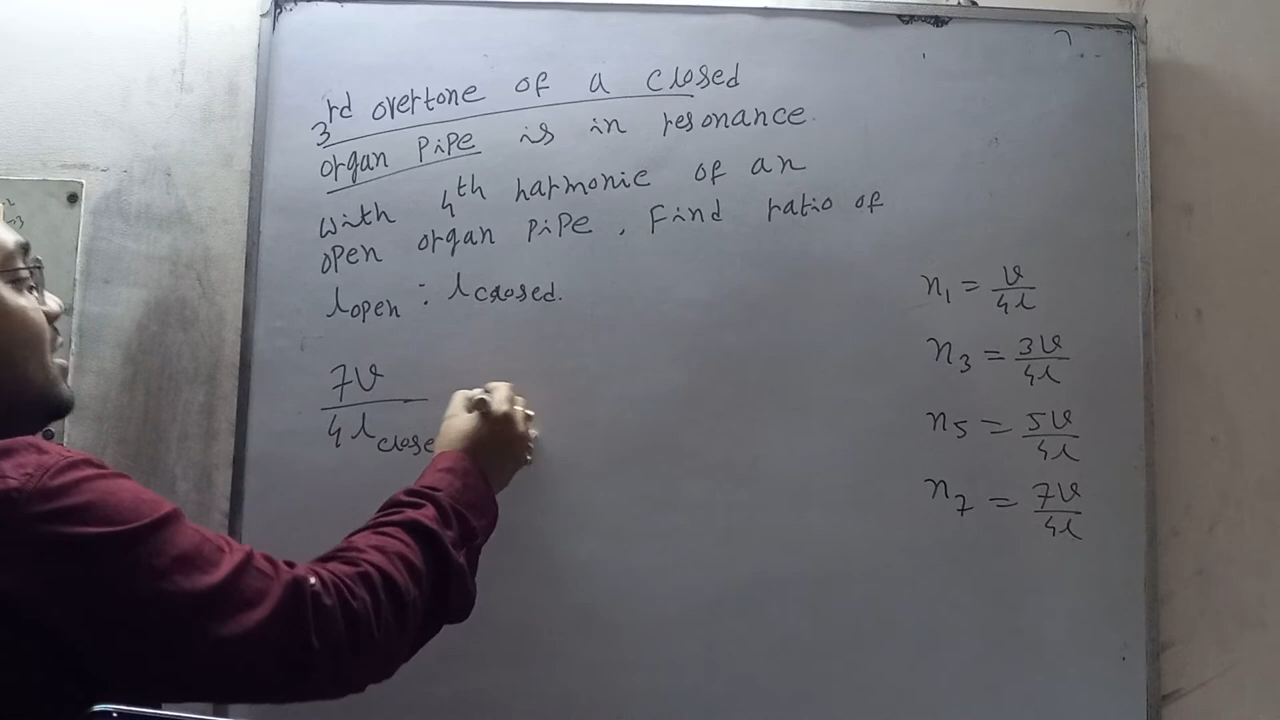 3rd overtone of a closed
organ pipe is in resonance.
with 4th harmonic of an
open organ pipe. Find ratio of
lopen : lclosed.
7v
4lclose
n1 = v/4l
n3 = 3v/4l
n5 = 5v/4l
n7 = 7v/4l